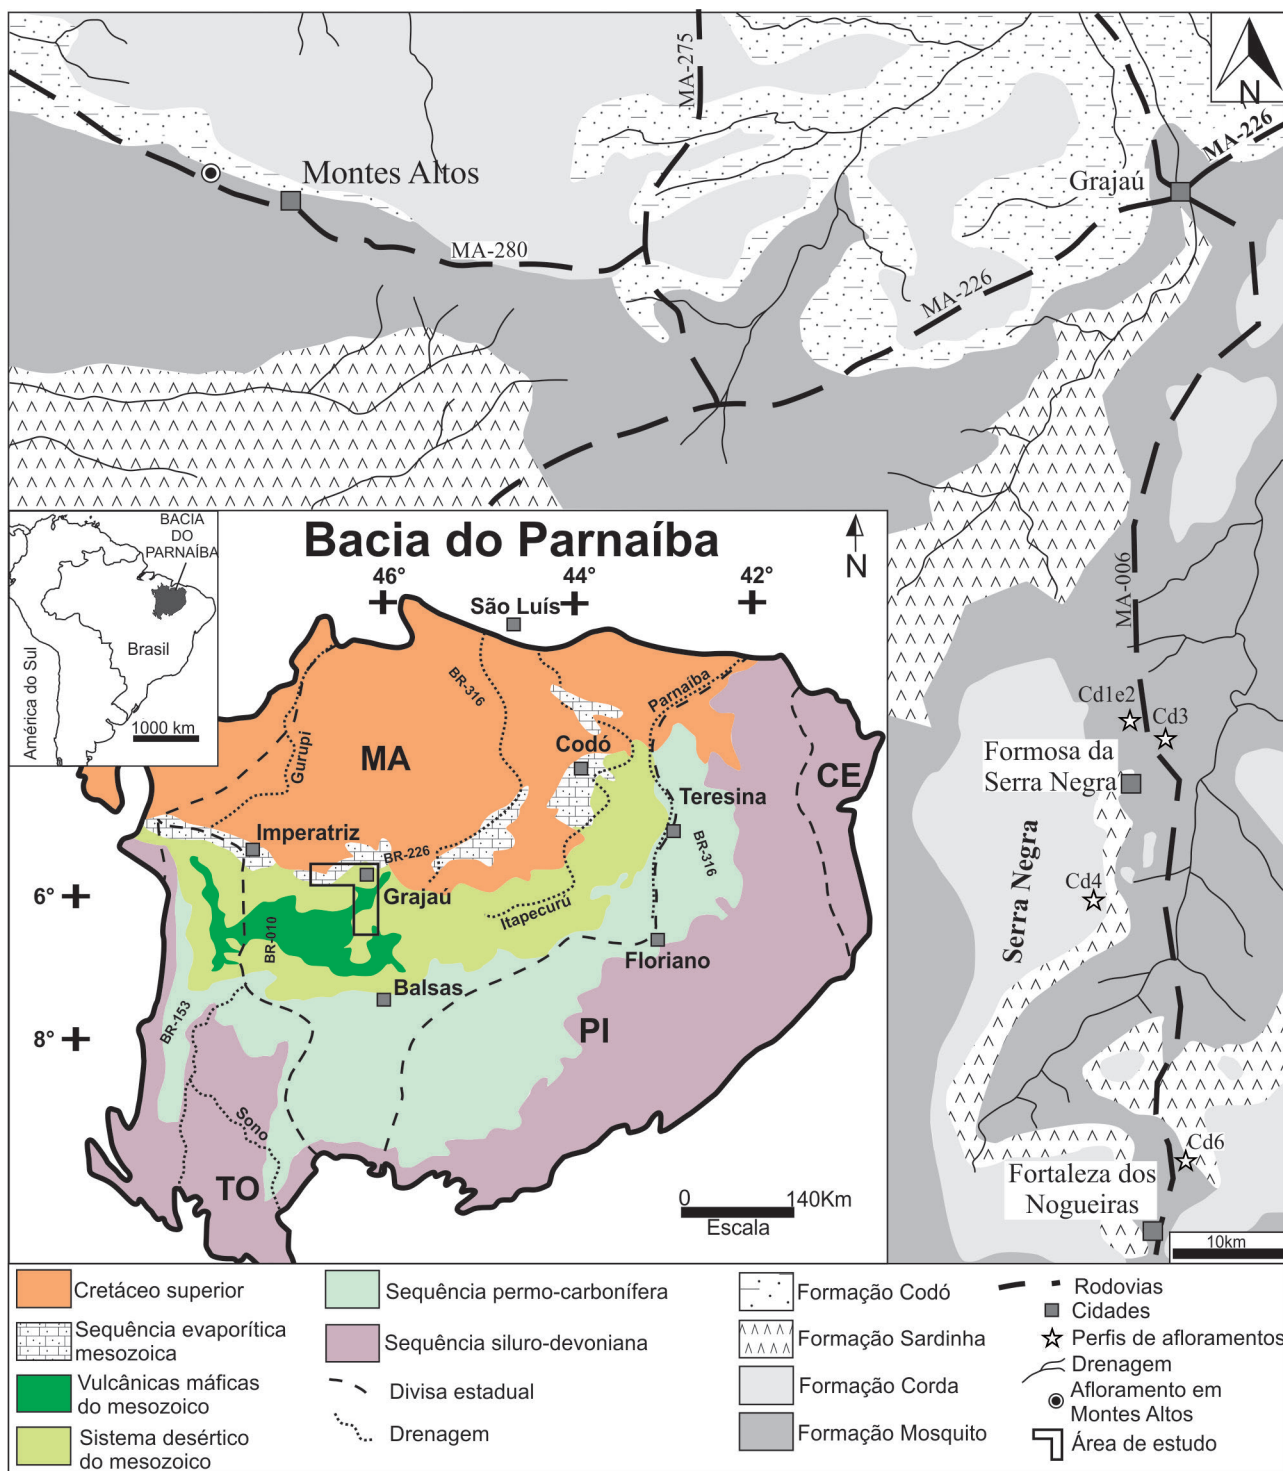 MA-275
N
MA-226
Montes Altos
Grajaú
MA-280
MA-226
MA-006
Cd1e2
Cd3
Formosa da
Serra Negra
Serra Negra
Cd4
Cd6
Fortaleza dos
Nogueiras
10km
BACIA
DO
PARNAÍBA
Brasil
América do Sul
1000 km
Bacia do Parnaíba
N
46°
44°
42°
São Luís
BR-316
Parnaíba
Gurupi
MA
Codó
CE
Teresina
Imperatriz
BR-226
BR-316
6°
Grajaú
Itapecuru
BR-010
Floriano
Balsas
BR-153
8°
PI
Sono
TO
0
140Km
Escala
Cretáceo superior
Sequência evaporítica
mesozoica
Vulcânicas máficas
do mesozoico
Sistema desértico
do mesozoico
Sequência permo-carbonífera
Sequência siluro-devoniana
Divisa estadual
Drenagem
Formação Codó
Formação Sardinha
Formação Corda
Formação Mosquito
Rodovias
Cidades
Perfis de afloramentos
Drenagem
Afloramento em
Montes Altos
Área de estudo